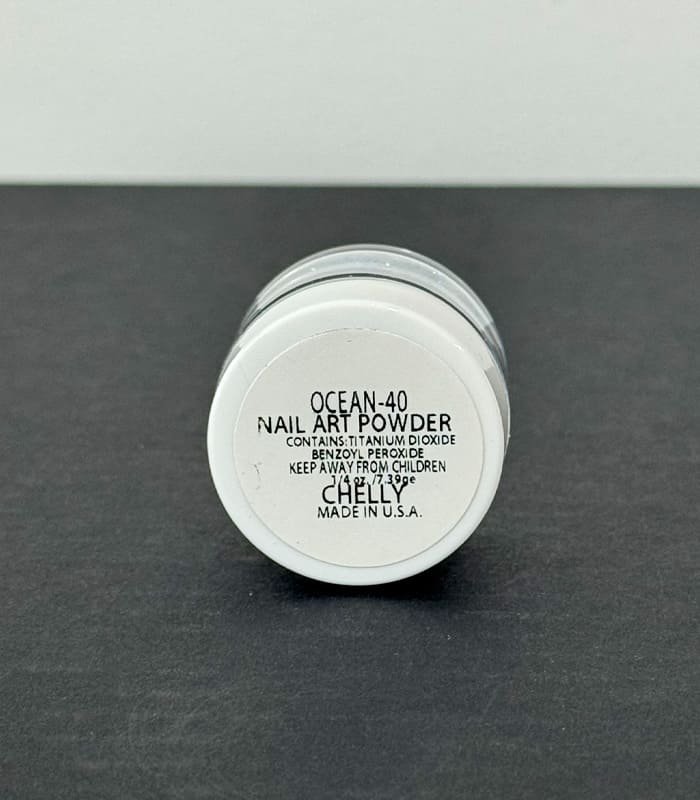 OCEAN-40
NAIL ART POWDER
CONTAINS:TITANIUM DIOXIDE
BENZOYL PEROXIDE
KEEP AWAY FROM CHILDREN
1/4 oz. /7.39ge
CHELLY
MADE IN U.S.A.